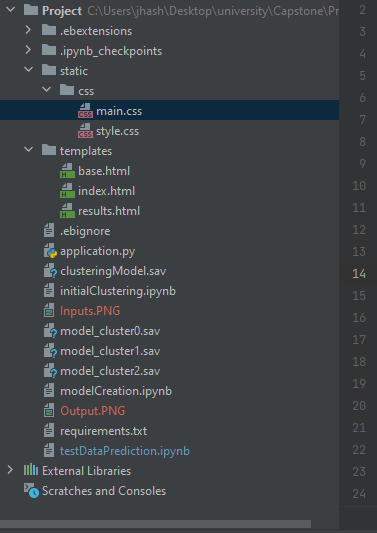 Project C:\Users\jhash\Desktop\university\Capstone\Pr
.ebextensions
.ipynb_checkpoints
static
css
main.css
style.css
templates
base.html
index.html
results.html
.ebignore
application.py
clusteringModel.sav
initialClustering.ipynb
Inputs.PNG
model_cluster0.sav
model_cluster1.sav
model_cluster2.sav
modelCreation.ipynb
Output.PNG
requirements.txt
testDataPrediction.ipynb
External Libraries
Scratches and Consoles
2
3
4
5
6
7
8
9
10
11
12
13
14
15
16
17
18
19
20
21
22
23
24